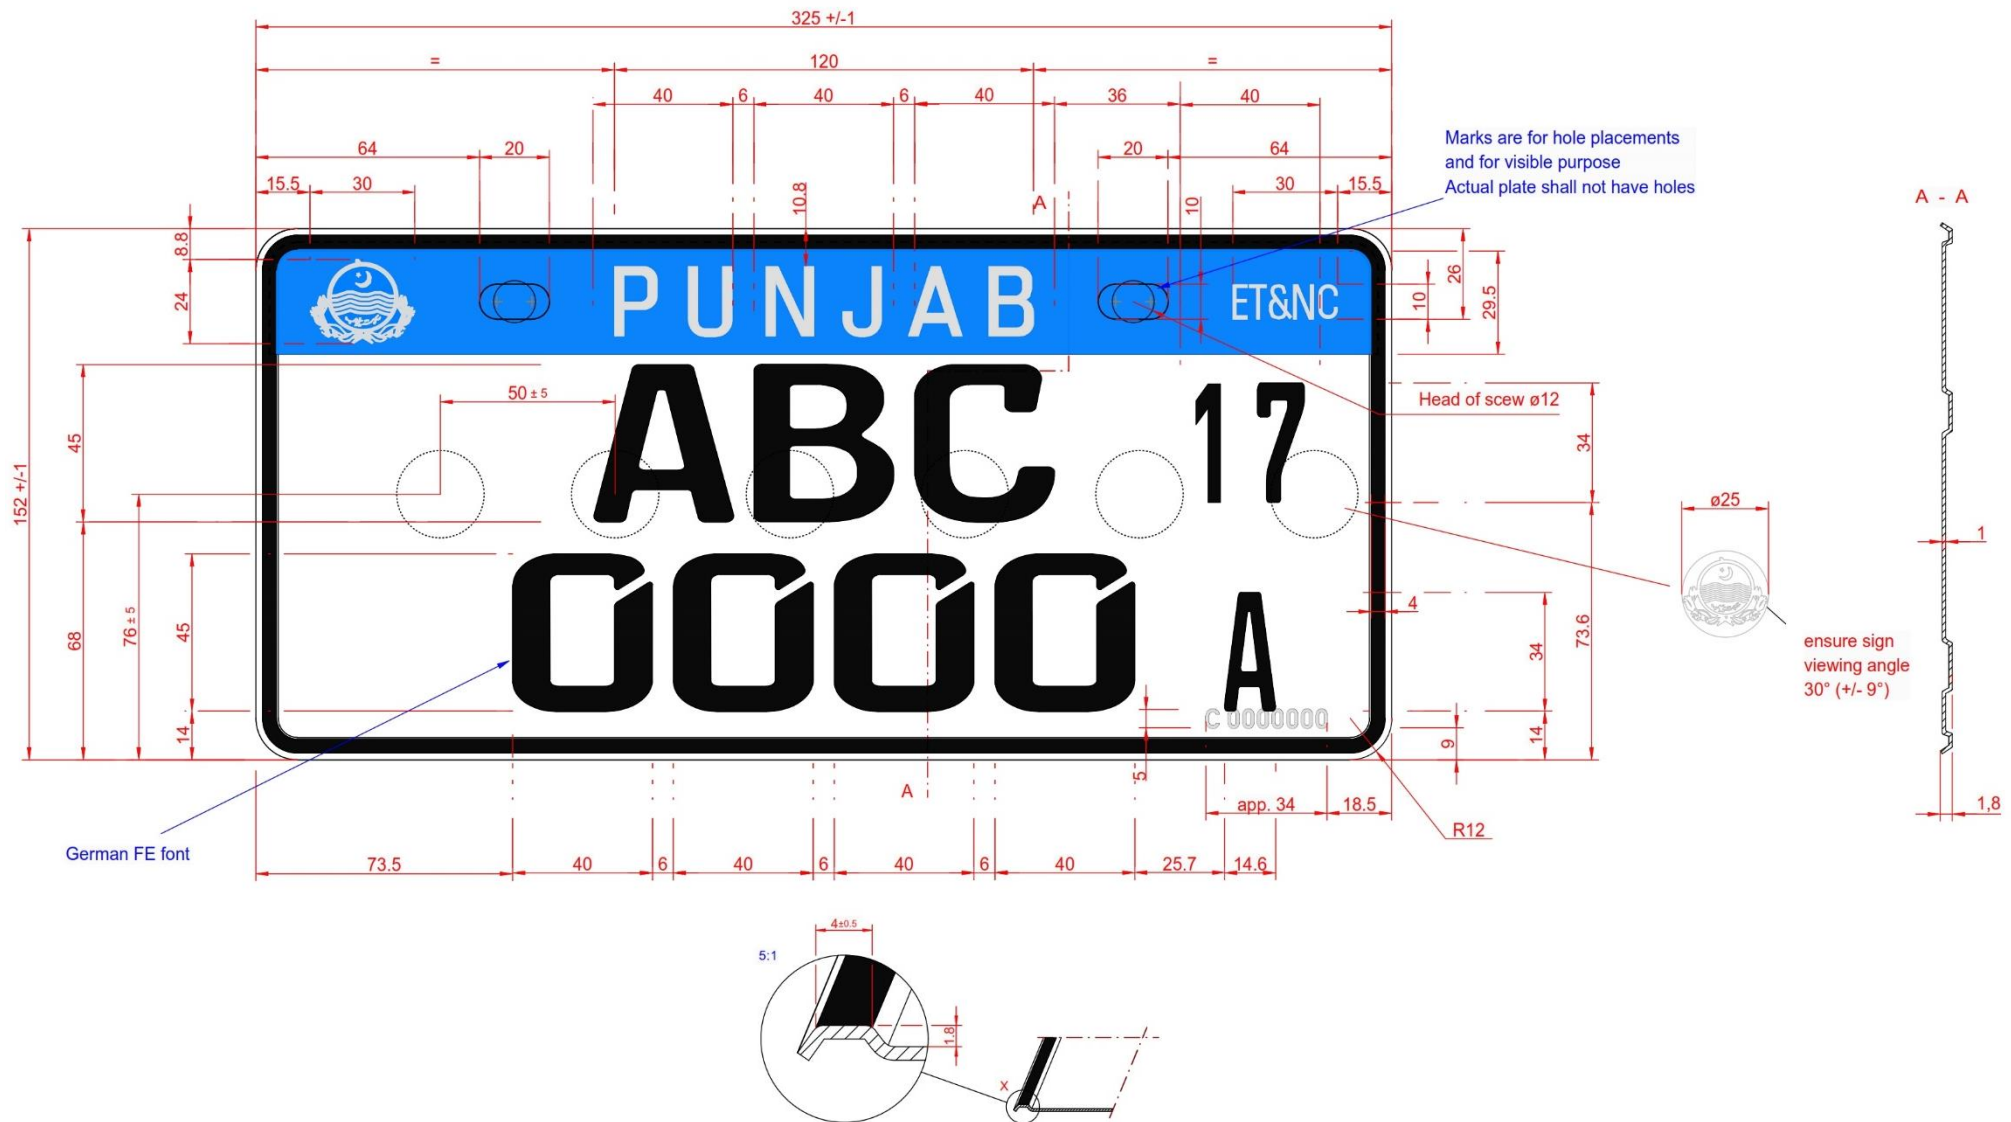 325 +/-1
= 120 =
40 6 40 6 40 36 40
64 20 20 64
15.5 30 10.8 10 30 15.5
Marks are for hole placements
and for visible purpose
Actual plate shall not have holes
A
A - A
8.8
24
PUNJAB
ET&NC
10
26
29.5
50 ± 5
ABC
17
Head of scew ø12
45
34
152 +/-1
ø25
1
0000
A
4
76 ± 5
68
45
34
73.6
ensure sign
viewing angle
30° (+/- 9°)
C 0000000
14
5
9
14
A
app. 34 18.5
1,8
R12
German FE font
73.5 40 6 40 6 40 6 40 25.7 14.6
4±0.5
5:1
1.8
X